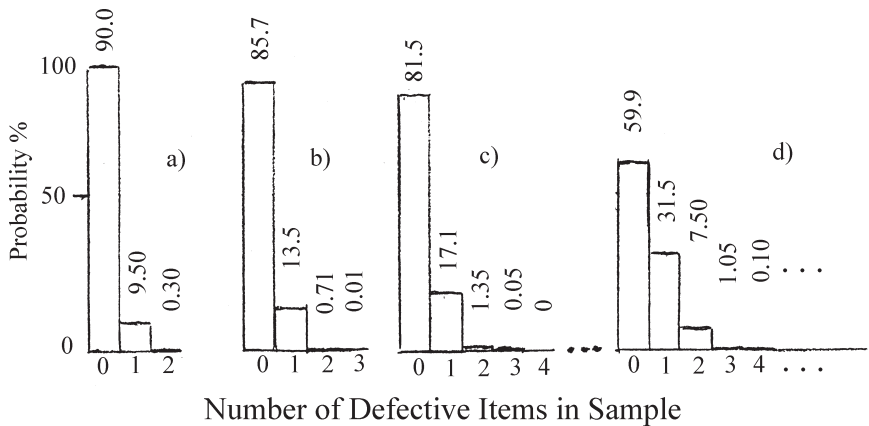 90.0 85.7 81.5 59.9
100
a) b) c) d)
9.50 0.30 13.5 0.71 0.01 17.1 1.35 0.05 0 31.5 7.50 1.05 0.10 . . .
50
0
0 1 2 0 1 2 3 0 1 2 3 4 ... 0 1 2 3 4 . . .
Probability %
Number of Defective Items in Sample